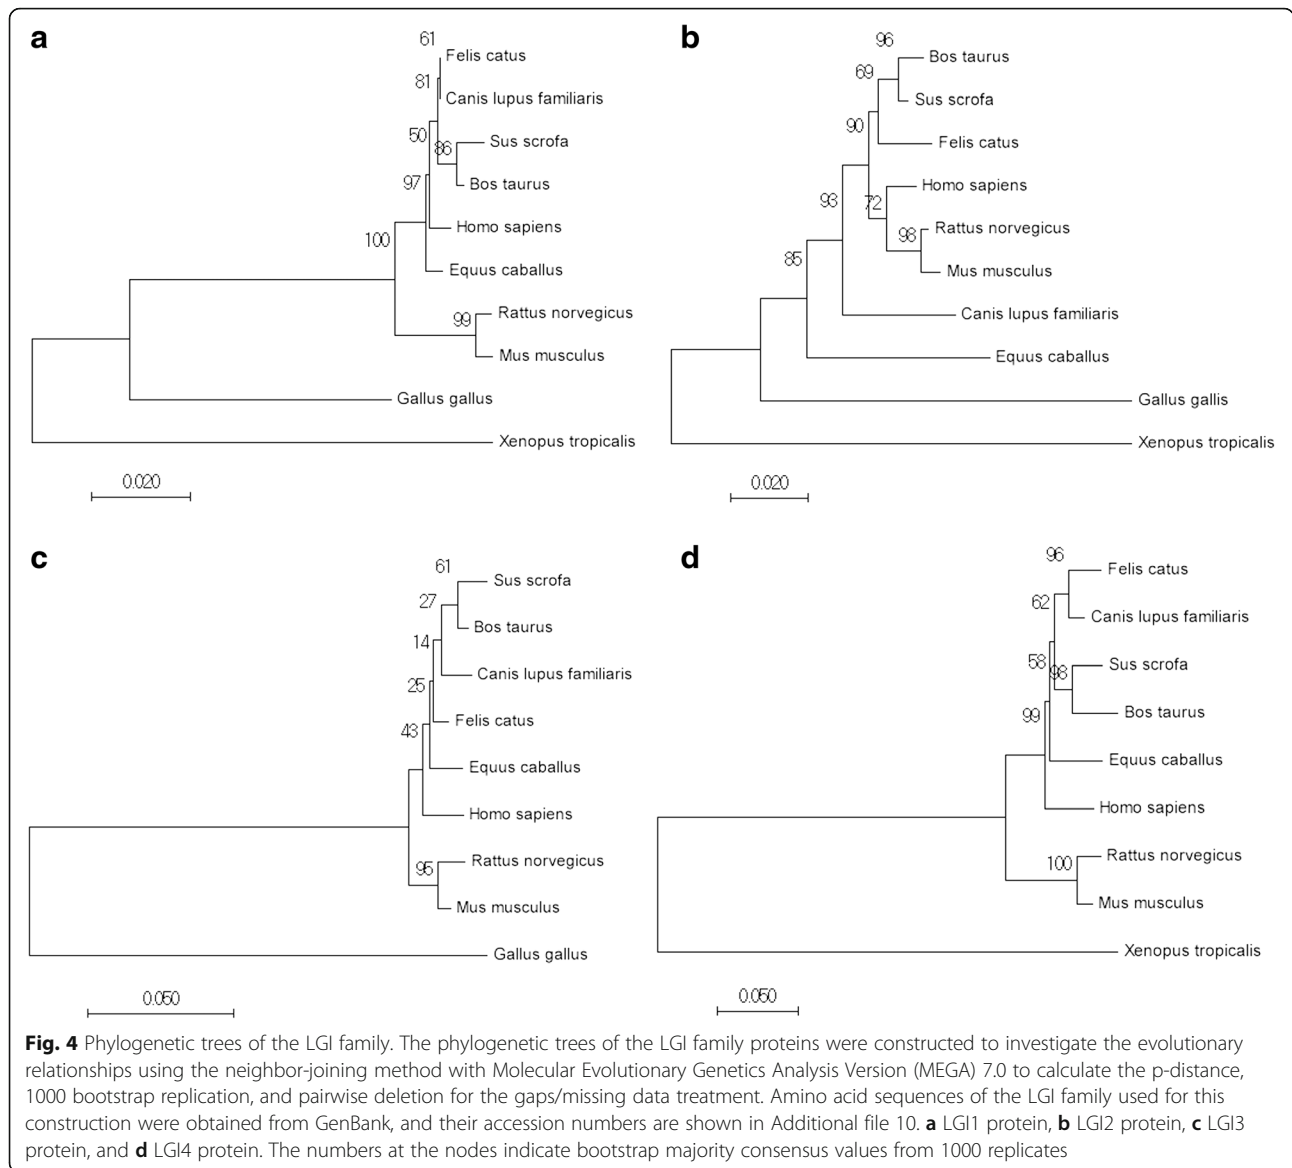 a
61
Felis catus
81
Canis lupus familiaris
50
86
Sus scrofa
97
Bos taurus
100
Homo sapiens
Equus caballus
99
Rattus norvegicus
Mus musculus
Gallus gallus
Xenopus tropicalis
0.020
b
96
Bos taurus
69
Sus scrofa
90
Felis catus
93
72
Homo sapiens
98
Rattus norvegicus
85
Mus musculus
Canis lupus familiaris
Equus caballus
Gallus gallis
Xenopus tropicalis
0.020
c
61
Sus scrofa
27
Bos taurus
14
Canis lupus familiaris
25
Felis catus
43
Equus caballus
Homo sapiens
95
Rattus norvegicus
Mus musculus
Gallus gallus
0.050
d
96
Felis catus
62
Canis lupus familiaris
58
98
Sus scrofa
99
Bos taurus
Equus caballus
Homo sapiens
100
Rattus norvegicus
Mus musculus
Xenopus tropicalis
0.050
Fig. 4 Phylogenetic trees of the LGI family. The phylogenetic trees of the LGI family proteins were constructed to investigate the evolutionary
relationships using the neighbor-joining method with Molecular Evolutionary Genetics Analysis Version (MEGA) 7.0 to calculate the p-distance,
1000 bootstrap replication, and pairwise deletion for the gaps/missing data treatment. Amino acid sequences of the LGI family used for this
construction were obtained from GenBank, and their accession numbers are shown in Additional file 10. a LGI1 protein, b LGI2 protein, c LGI3
protein, and d LGI4 protein. The numbers at the nodes indicate bootstrap majority consensus values from 1000 replicates